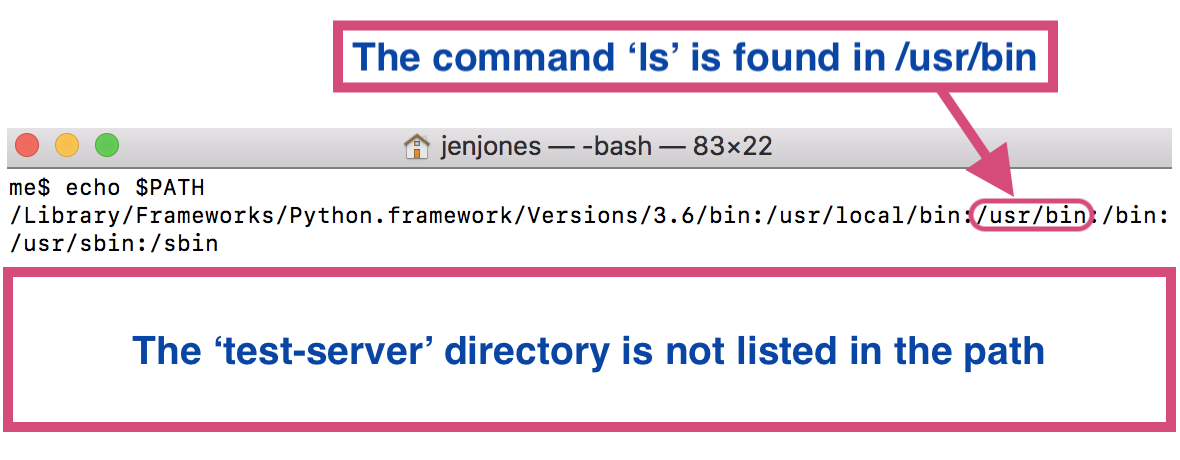 The command ‘ls’ is found in /usr/bin
jenjones — -bash — 83×22
me$ echo $PATH
/Library/Frameworks/Python.framework/Versions/3.6/bin:/usr/local/bin:/usr/bin:/bin:
/usr/sbin:/sbin
The ‘test-server’ directory is not listed in the path